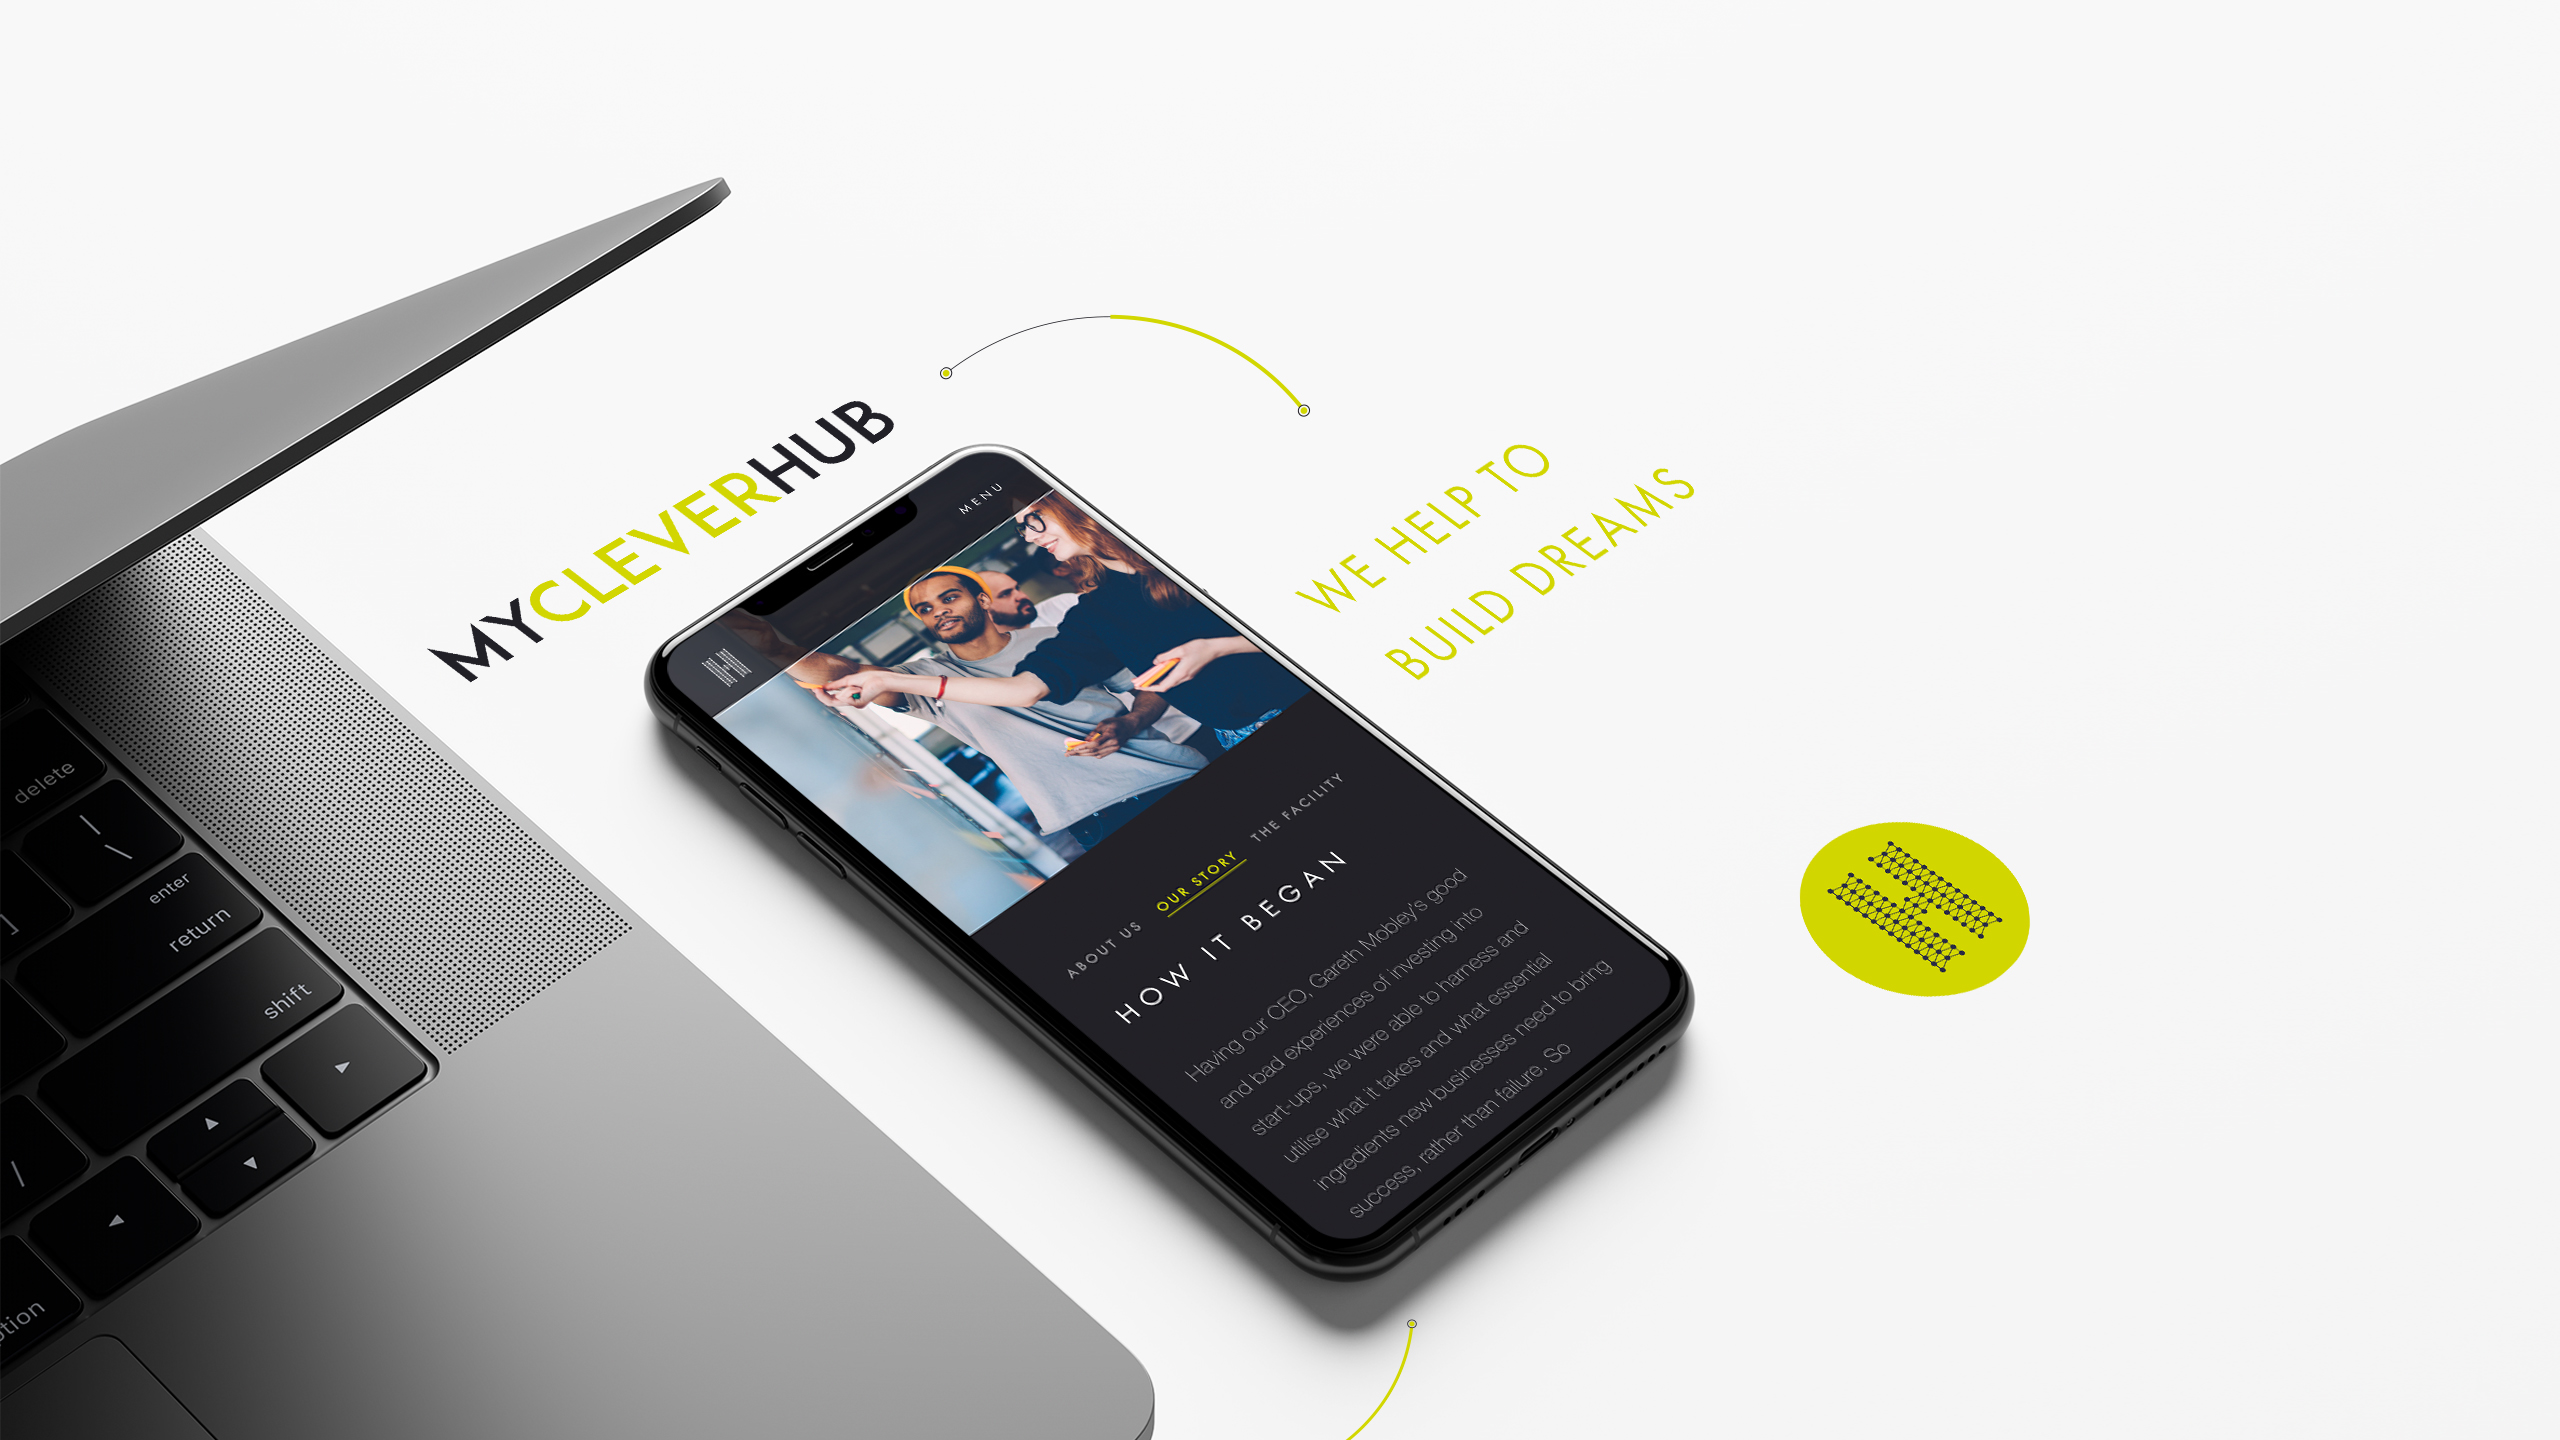 MYCLEVERHUB
WE HELP TO
BUILD DREAMS
MENU
H
ABOUT US OUR STORY THE FACILITY
HOW IT BEGAN
Having our CEO, Gareth Mobley's good
and bad experiences of investing into
start-ups, we were able to harness and
utilise what it takes and what essential
ingredients new businesses need to bring
success, rather than failure. So
H
delete
\
]
enter
return
shift
/